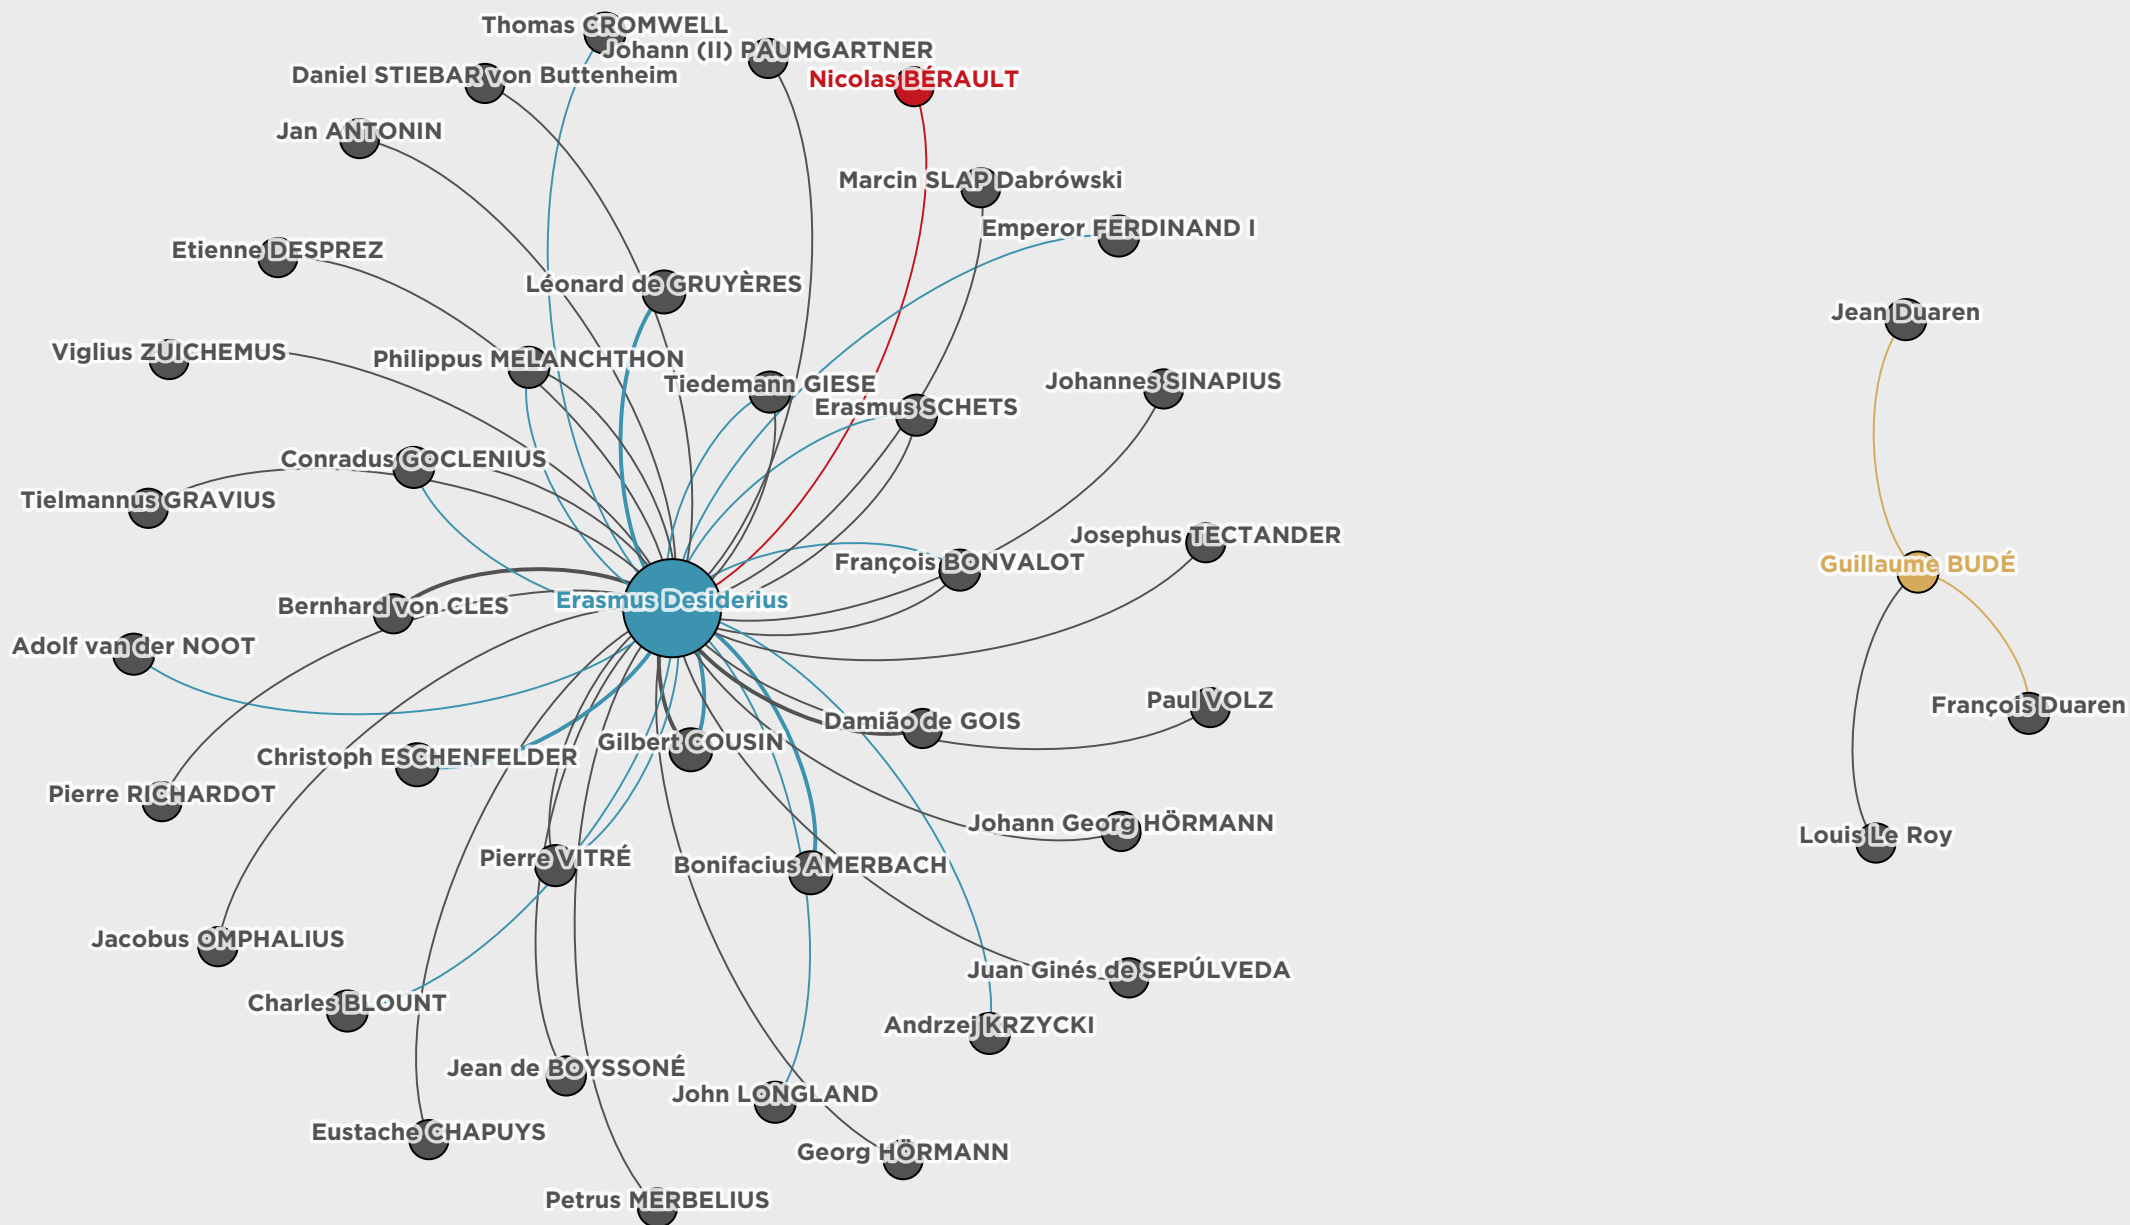 Thomas CROMWELL
Johann (II) PAUMGARTNER
Daniel STIEBAR von Buttenheim
Nicolas BÉRAULT
Jan ANTONIN
Marcin SLAP Dabrówski
Emperor FERDINAND I
Etienne DESPREZ
Léonard de GRUYÈRES
Jean Duaren
Viglius ZUICHEMUS
Philippus MELANCHTHON
Tiedemann GIESE
Johannes SINAPIUS
Erasmus SCHETS
Conradus GOCLENIUS
Tielmannus GRAVIUS
Josephus TECTANDER
François BONVALOT
Guillaume BUDÉ
Erasmus Desiderius
Bernhard von CLES
Adolf van der NOOT
Paul VOLZ
François Duaren
Damião de GOIS
Gilbert COUSIN
Christoph ESCHENFELDER
Pierre RICHARDOT
Johann Georg HÖRMANN
Louis Le Roy
Pierre VITRÉ
Bonifacius AMERBACH
Jacobus OMPHALIUS
Juan Ginés de SEPÚLVEDA
Charles BLOUNT
Andrzej KRZYCKI
Jean de BOYSSONÉ
John LONGLAND
Eustache CHAPUYS
Georg HÖRMANN
Petrus MERBELIUS